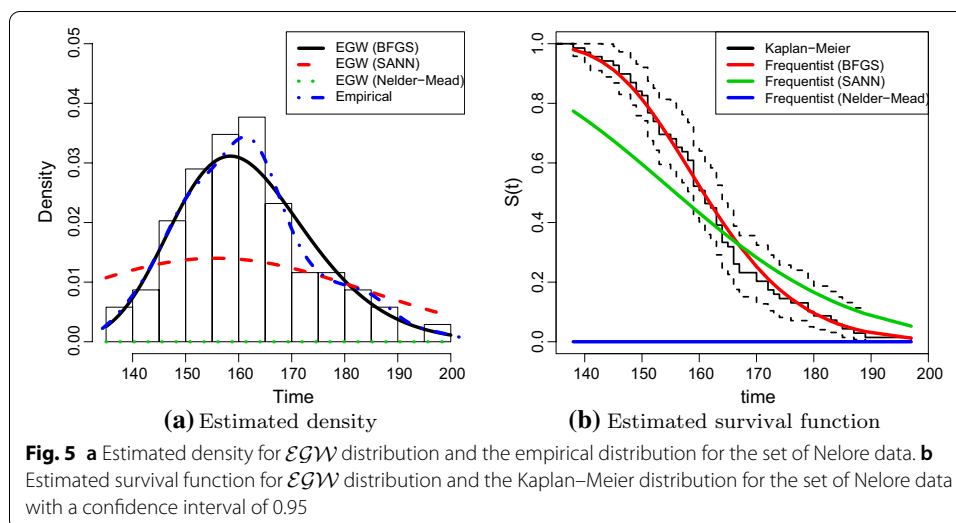 0.05
0.04
0.03
0.02
0.01
0.00
Density
EGW (BFGS)
EGW (SANN)
EGW (Nelder−Mead)
Empirical
140 150 160 170 180 190 200
Time
(a) Estimated density
1.0
0.8
0.6
0.4
0.2
0.0
S(t)
Kaplan−Meier
Frequentist (BFGS)
Frequentist (SANN)
Frequentist (Nelder−Mead)
140 150 160 170 180 190 200
time
(b) Estimated survival function
Fig. 5 a Estimated density for ℰ𝒢𝒲 distribution and the empirical distribution for the set of Nelore data. b
Estimated survival function for ℰ𝒢𝒲 distribution and the Kaplan–Meier distribution for the set of Nelore data
with a confidence interval of 0.95